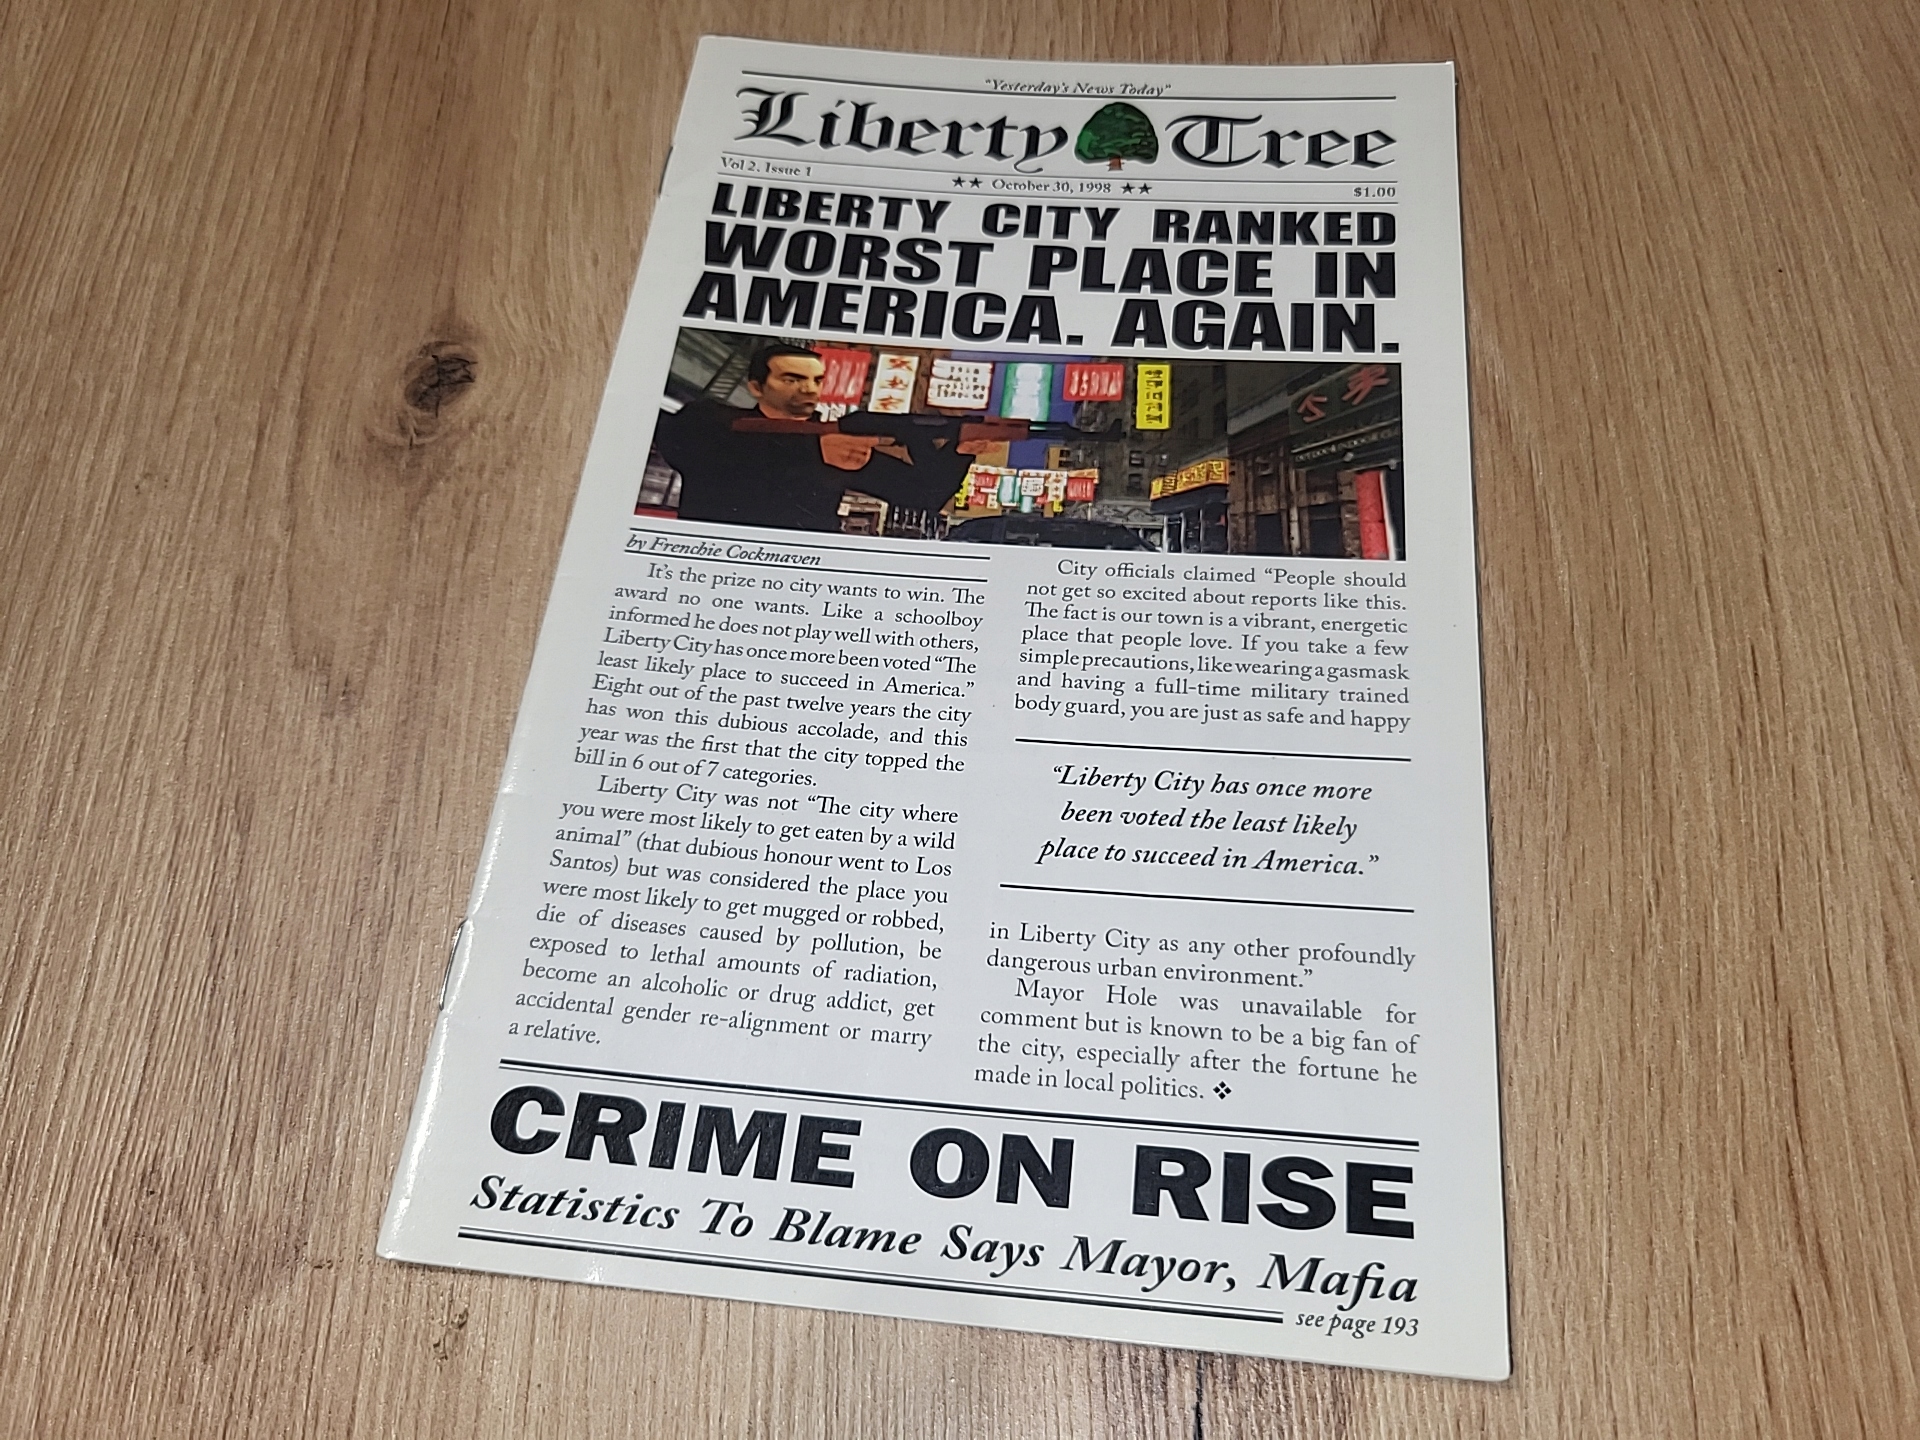 "Yesterday's News Today"
Liberty Tree
Vol 2. Issue 1
★★ October 30, 1998 ★★
$1.00
LIBERTY CITY RANKED
WORST PLACE IN
AMERICA. AGAIN.
by Frenchie Cockmaven
It's the prize no city wants to win. The
award no one wants. Like a schoolboy
informed he does not play well with others,
Liberty City has once more been voted "The
least likely place to succeed in America."
Eight out of the past twelve years the city
has won this dubious accolade, and this
year was the first that the city topped the
bill in 6 out of 7 categories.
Liberty City was not "The city where
you were most likely to get eaten by a wild
animal" (that dubious honour went to Los
Santos) but was considered the place you
were most likely to get mugged or robbed,
die of diseases caused by pollution, be
exposed to lethal amounts of radiation,
become an alcoholic or drug addict, get
accidental gender re-alignment or marry
a relative.
City officials claimed "People should
not get so excited about reports like this.
The fact is our town is a vibrant, energetic
place that people love. If you take a few
simple precautions, like wearing a gasmask
and having a full-time military trained
body guard, you are just as safe and happy
"Liberty City has once more
been voted the least likely
place to succeed in America."
in Liberty City as any other profoundly
dangerous urban environment."
Mayor Hole was unavailable for
comment but is known to be a big fan of
the city, especially after the fortune he
made in local politics. ❖
CRIME ON RISE
Statistics To Blame Says Mayor, Mafia
see page 193